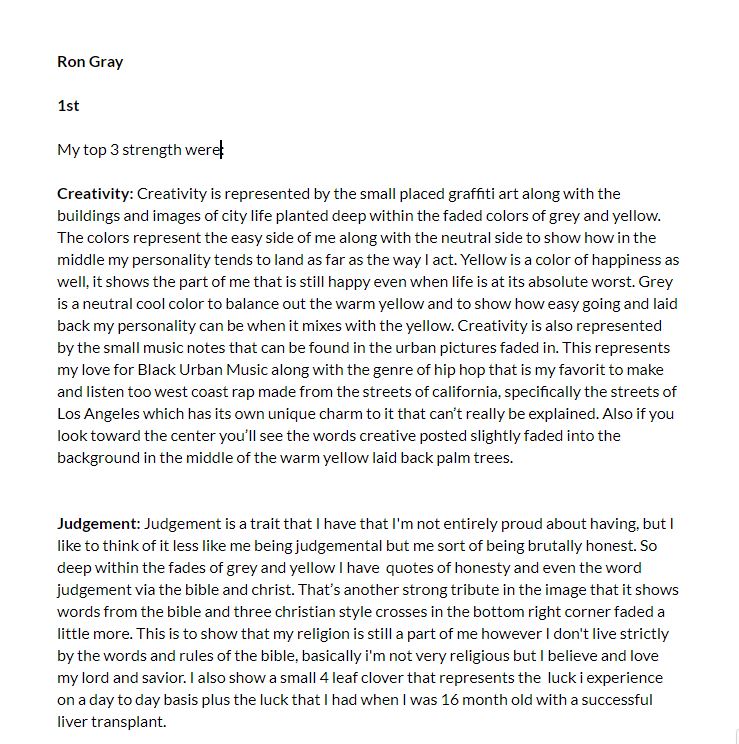 Ron Gray
1st
My top 3 strength were:
Creativity: Creativity is represented by the small placed graffiti art along with the
buildings and images of city life planted deep within the faded colors of grey and yellow.
The colors represent the easy side of me along with the neutral side to show how in the
middle my personality tends to land as far as the way I act. Yellow is a color of happiness as
well, it shows the part of me that is still happy even when life is at its absolute worst. Grey
is a neutral cool color to balance out the warm yellow and to show how easy going and laid
back my personality can be when it mixes with the yellow. Creativity is also represented
by the small music notes that can be found in the urban pictures faded in. This represents
my love for Black Urban Music along with the genre of hip hop that is my favorit to make
and listen too west coast rap made from the streets of california, specifically the streets of
Los Angeles which has its own unique charm to it that can't really be explained. Also if you
look toward the center you'll see the words creative posted slightly faded into the
background in the middle of the warm yellow laid back palm trees.
Judgement: Judgement is a trait that I have that I'm not entirely proud about having, but I
like to think of it less like me being judgemental but me sort of being brutally honest. So
deep within the fades of grey and yellow I have quotes of honesty and even the word
judgement via the bible and christ. That's another strong tribute in the image that it shows
words from the bible and three christian style crosses in the bottom right corner faded a
little more. This is to show that my religion is still a part of me however I don't live strictly
by the words and rules of the bible, basically i'm not very religious but I believe and love
my lord and savior. I also show a small 4 leaf clover that represents the luck i experience
on a day to day basis plus the luck that I had when I was 16 month old with a successful
liver transplant.